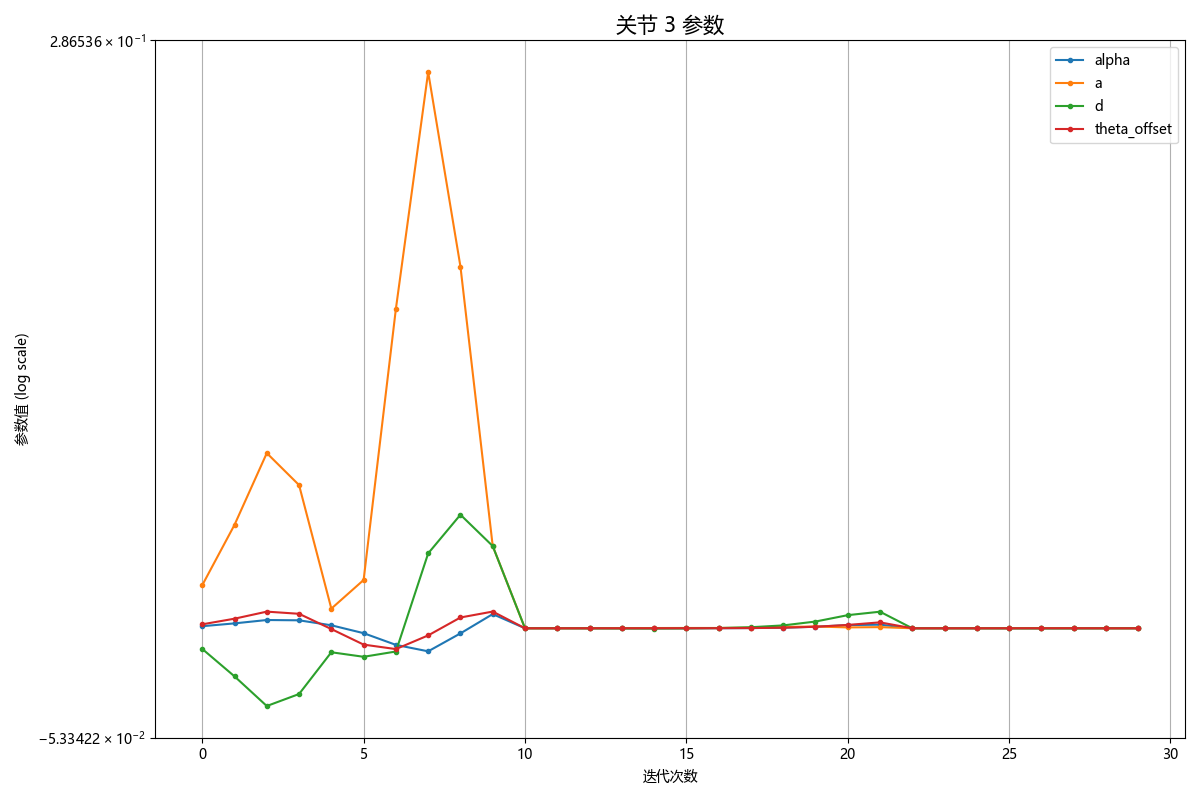 关节 3 参数
2.86536 × 10⁻¹
alpha
a
d
theta_offset
参数值 (log scale)
−5.33422 × 10⁻²
0 5 10 15 20 25 30
迭代次数